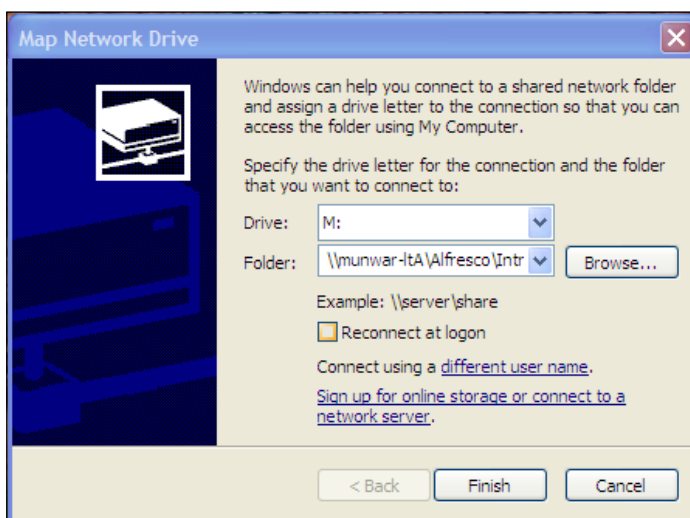 Map Network Drive
Windows can help you connect to a shared network folder
and assign a drive letter to the connection so that you can
access the folder using My Computer.
Specify the drive letter for the connection and the folder
that you want to connect to:
Drive: M:
Folder: \\munwar-ltA\Alfresco\Intr Browse...
Example: \\server\share
Reconnect at logon
Connect using a different user name.
Sign up for online storage or connect to a
network server.
< Back Finish Cancel